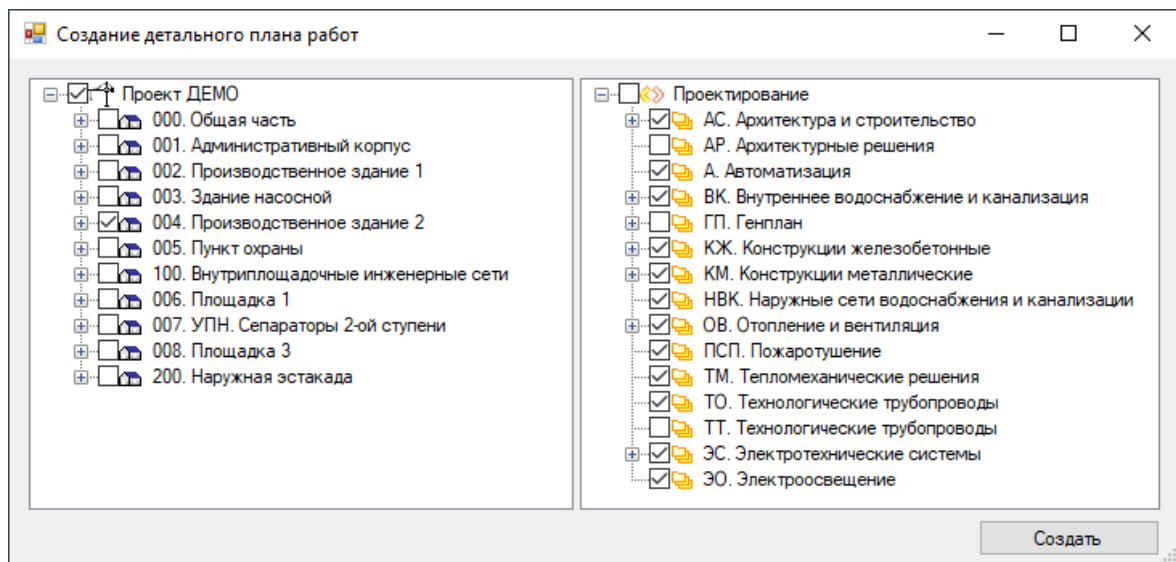 Создание детального плана работ
Проект ДЕМО
000. Общая часть
001. Административный корпус
002. Производственное здание 1
003. Здание насосной
004. Производственное здание 2
005. Пункт охраны
100. Внутриплощадочные инженерные сети
006. Площадка 1
007. УПН. Сепараторы 2-ой ступени
008. Площадка 3
200. Наружная эстакада
Проектирование
АС. Архитектура и строительство
АР. Архитектурные решения
А. Автоматизация
ВК. Внутреннее водоснабжение и канализация
ГП. Генплан
КЖ. Конструкции железобетонные
КМ. Конструкции металлические
НВК. Наружные сети водоснабжения и канализации
ОВ. Отопление и вентиляция
ПСП. Пожаротушение
ТМ. Тепломеханические решения
ТО. Технологические трубопроводы
ТТ. Технологические трубопроводы
ЭС. Электротехнические системы
ЭО. Электроосвещение
Создать